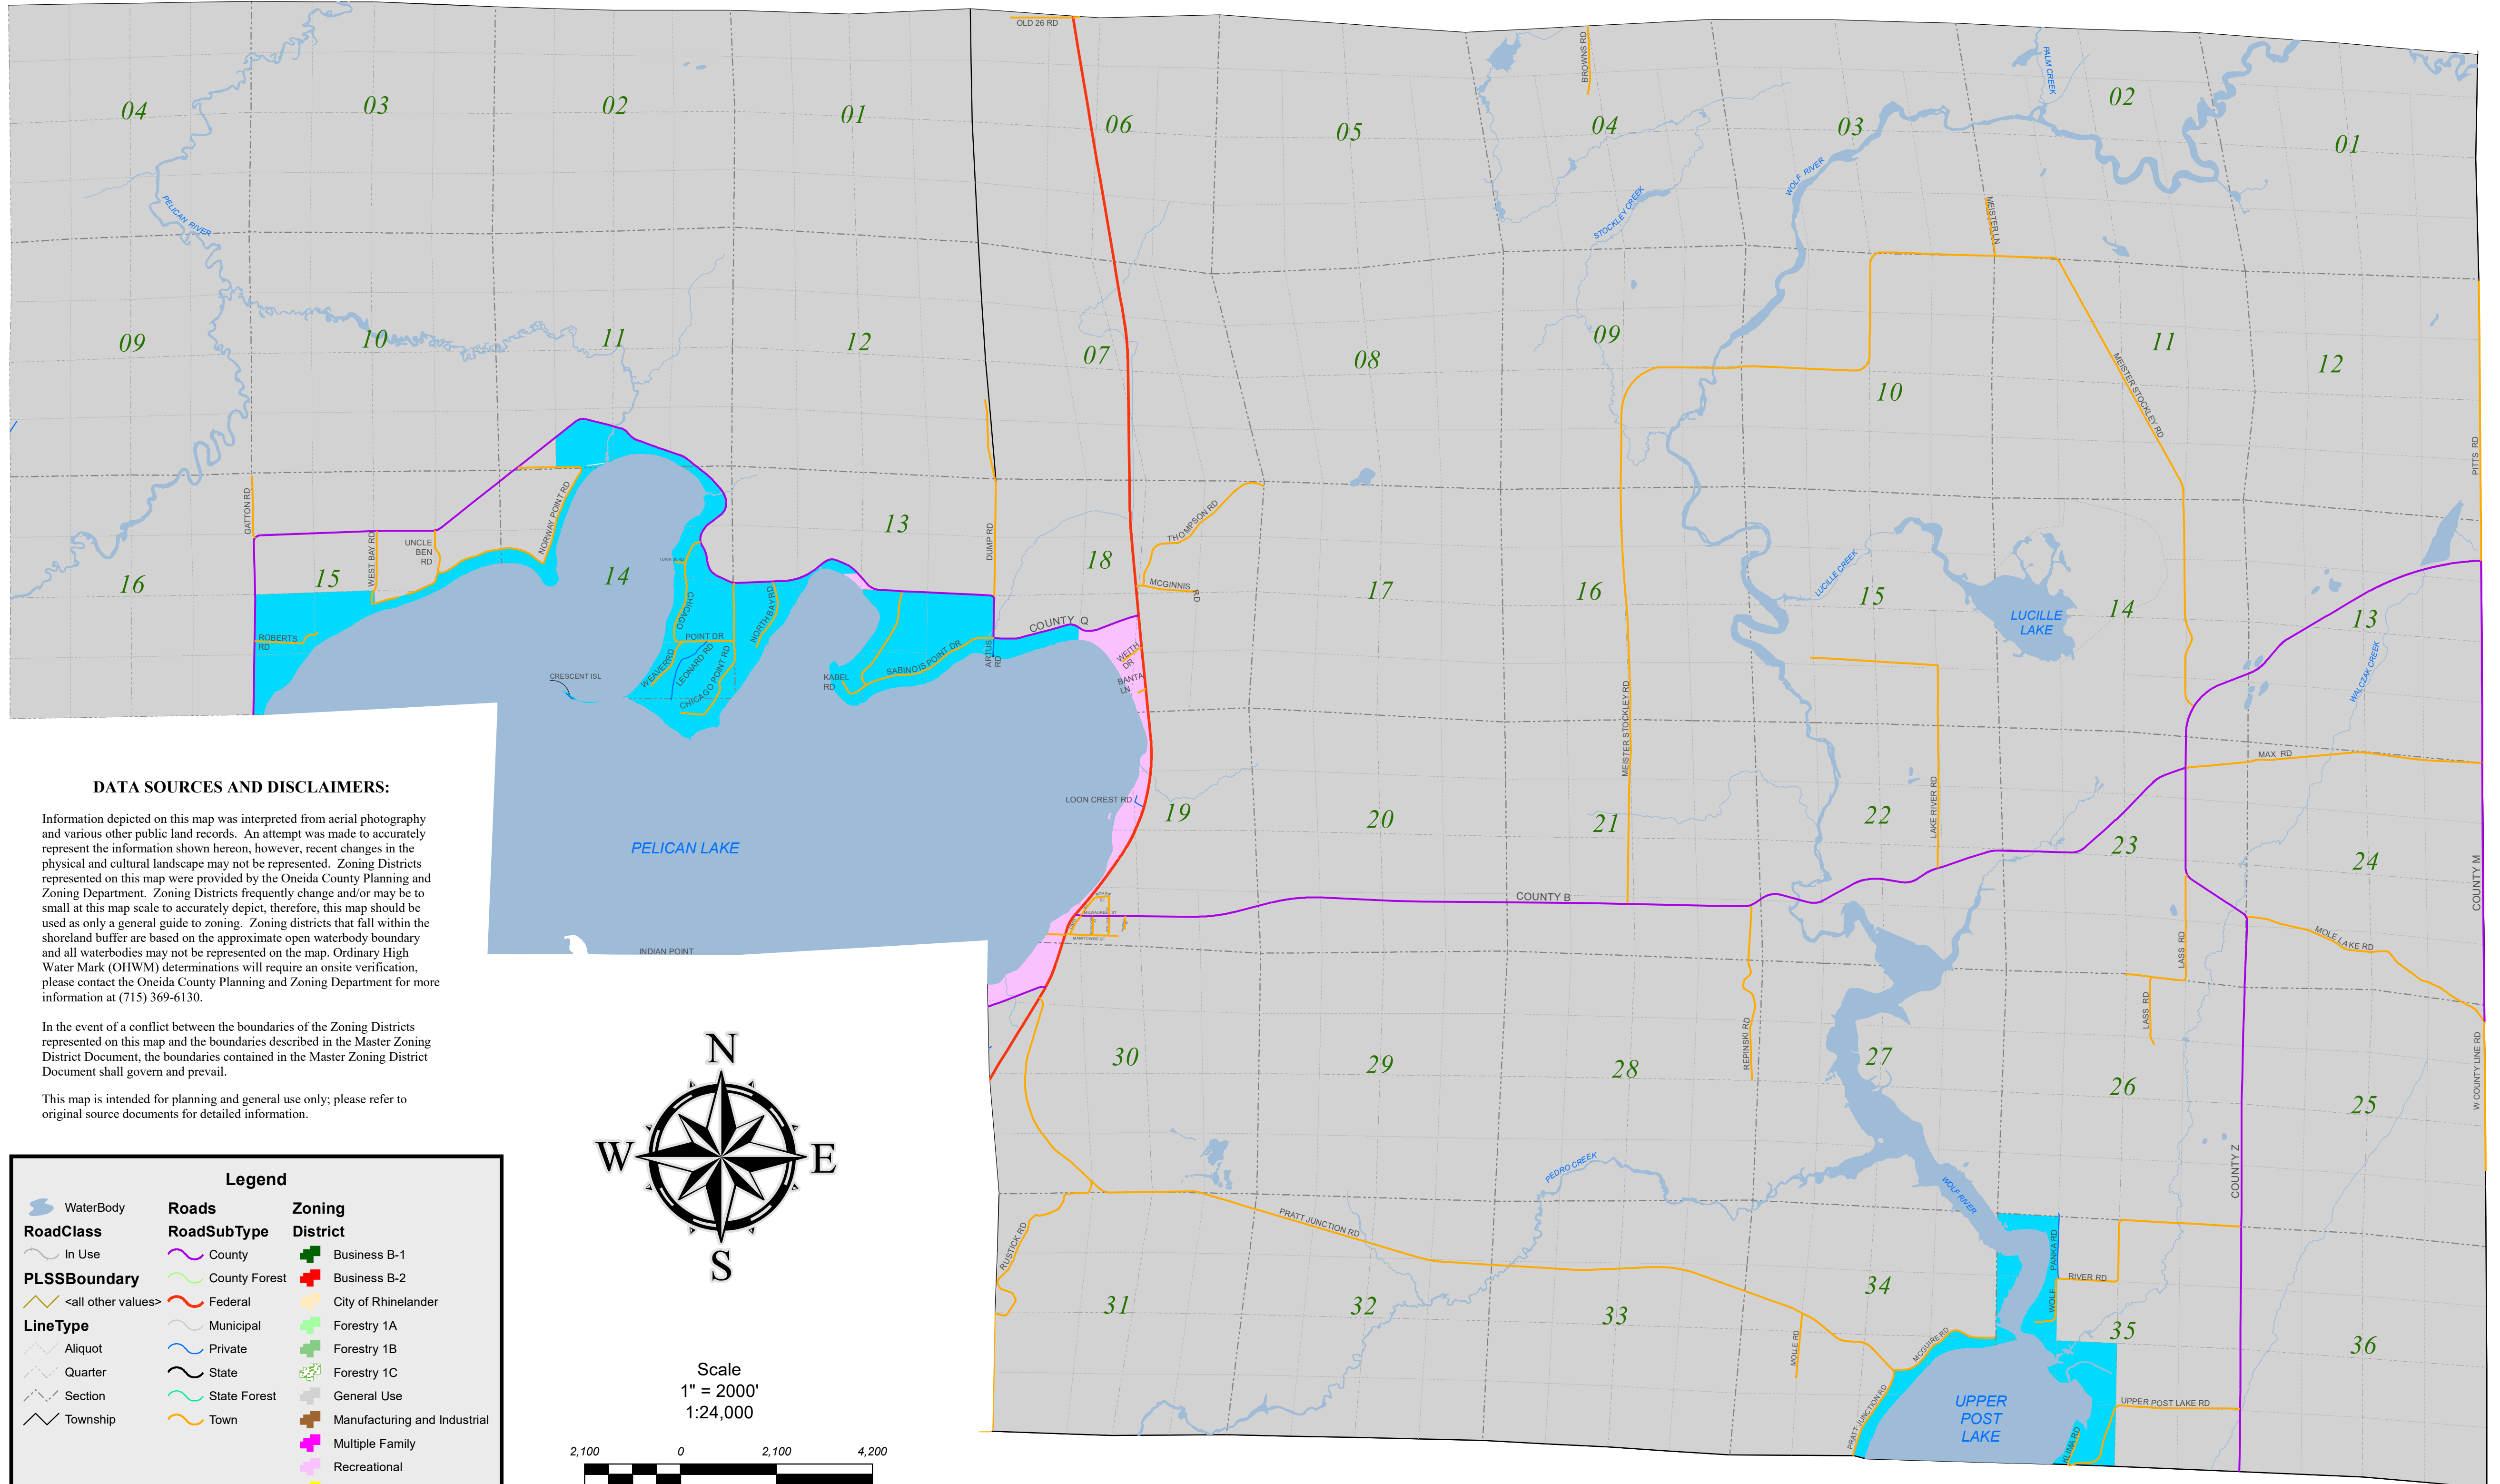 OLD 26 RD
BROWNS RD
PALM CREEK
04
03
02
01
06
05
04
03
02
01
PELICAN RIVER
STOCKLEY CREEK
WOLF RIVER
MEISTER LN
09
10
11
12
07
08
09
10
11
12
MEISTER STOCKLEY RD
PITTS RD
GATTON RD
WEST BAY RD
UNCLE
BEN
RD
NORWAY POINT RD
13
DUMP RD
THOMPSON RD
MCGINNIS
RD
16
15
14
18
17
16
15
14
13
LUCILLE CREEK
LUCILLE
LAKE
WALCZAK CREEK
ROBERTS
RD
CHICAGO
POINT DR
NORTH BAY RD
WEAVER RD
LEONARD RD
CHICAGO POINT RD
CRESCENT ISL
KABEL
RD
SABINOIS POINT DR
ARTUS
RD
COUNTY Q
WEITH
DR
BANTA
LN
MEISTER STOCKLEY RD
MAX RD
LOON CREST RD
19
20
21
22
23
24
LAKE RIVER RD
PELICAN LAKE
COUNTY B
COUNTY M
MANITOWOC ST
INDIAN POINT
MOLE LAKE RD
LASS RD
LASS RD
REPINSKI RD
W COUNTY LINE RD
30
29
28
27
26
25
PEDRO CREEK
WOLF RIVER
COUNTY Z
RUSTICK RD
PRATT JUNCTION RD
PANKA RD
WOLF
RIVER RD
31
32
33
34
35
36
MOLLE RD
MCGUIRE RD
PRATT JUNCTION RD
UPPER
POST
LAKE
UPPER POST LAKE RD
KLIMA RD
DATA SOURCES AND DISCLAIMERS:
Information depicted on this map was interpreted from aerial photography
and various other public land records. An attempt was made to accurately
represent the information shown hereon, however, recent changes in the
physical and cultural landscape may not be represented. Zoning Districts
represented on this map were provided by the Oneida County Planning and
Zoning Department. Zoning Districts frequently change and/or may be to
small at this map scale to accurately depict, therefore, this map should be
used as only a general guide to zoning. Zoning districts that fall within the
shoreland buffer are based on the approximate open waterbody boundary
and all waterbodies may not be represented on the map. Ordinary High
Water Mark (OHWM) determinations will require an onsite verification,
please contact the Oneida County Planning and Zoning Department for more
information at (715) 369-6130.
In the event of a conflict between the boundaries of the Zoning Districts
represented on this map and the boundaries described in the Master Zoning
District Document, the boundaries contained in the Master Zoning District
Document shall govern and prevail.
This map is intended for planning and general use only; please refer to
original source documents for detailed information.
N
W
E
S
Scale
1" = 2000'
1:24,000
2,100 0 2,100 4,200
Legend
WaterBody
RoadClass
In Use
PLSSBoundary
<all other values>
LineType
Aliquot
Quarter
Section
Township
Roads
RoadSubType
County
County Forest
Federal
Municipal
Private
State
State Forest
Town
Zoning
District
Business B-1
Business B-2
City of Rhinelander
Forestry 1A
Forestry 1B
Forestry 1C
General Use
Manufacturing and Industrial
Multiple Family
Recreational